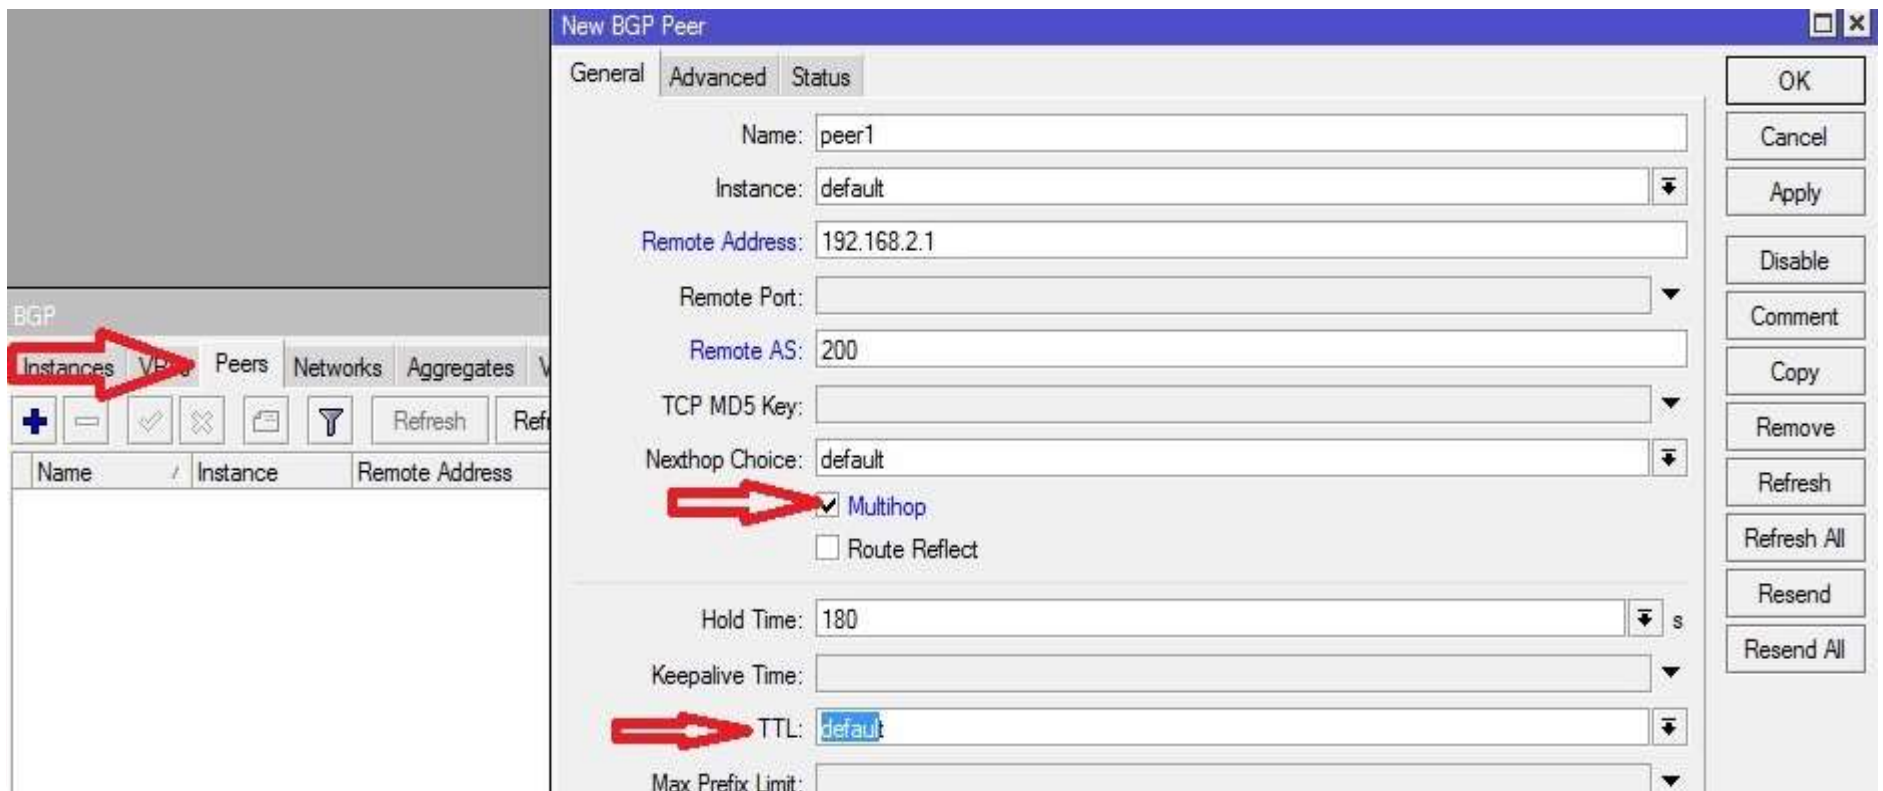 New BGP Peer
General Advanced Status
Name: peer1
Instance: default
Remote Address: 192.168.2.1
Remote Port:
Remote AS: 200
TCP MD5 Key:
Nexthop Choice: default
Multihop
Route Reflect
Hold Time: 180 s
Keepalive Time:
TTL: default
Max Prefix Limit:
OK
Cancel
Apply
Disable
Comment
Copy
Remove
Refresh
Refresh All
Resend
Resend All
BGP
Instances Peers Networks Aggregates
Refresh
Name / Instance Remote Address